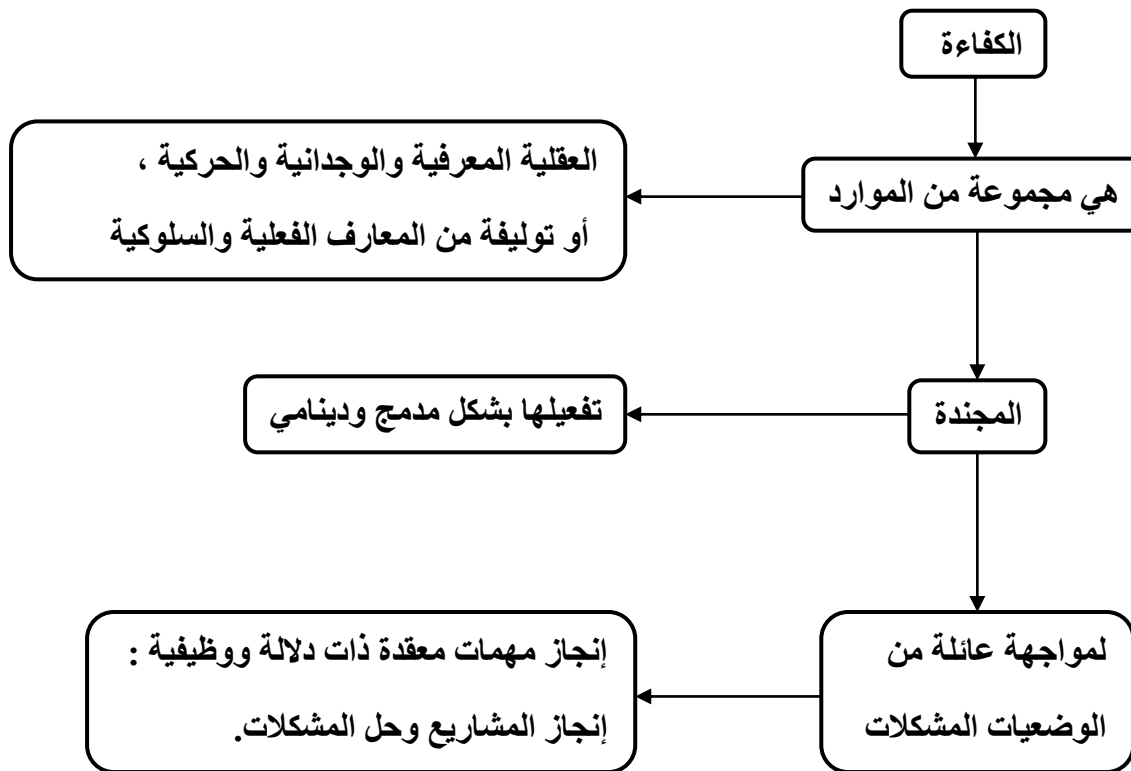 الكفاءة
هي مجموعة من الموارد
العقلية المعرفية والوجدانية والحركية ،
أو توليفة من المعارف الفعلية والسلوكية
المجندة
تفعيلها بشكل مدمج ودينامي
لمواجهة عائلة من
الوضعيات المشكلات
إنجاز مهمات معقدة ذات دلالة ووظيفية :
إنجاز المشاريع وحل المشكلات.